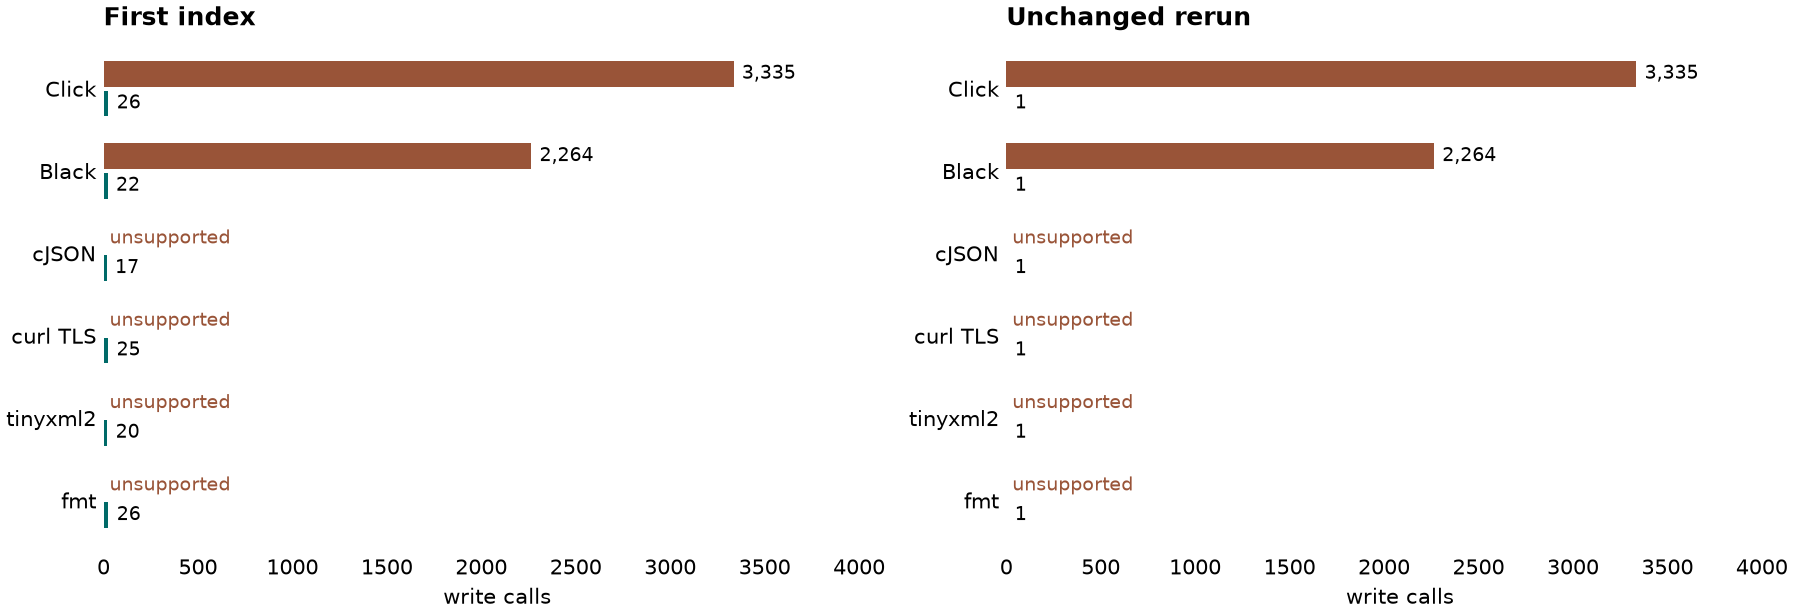 First index
Click
3,335
26
Black
2,264
22
cJSON
unsupported
17
curl TLS
unsupported
25
tinyxml2
unsupported
20
fmt
unsupported
26
0 500 1000 1500 2000 2500 3000 3500 4000
write calls
Unchanged rerun
Click
3,335
1
Black
2,264
1
cJSON
unsupported
1
curl TLS
unsupported
1
tinyxml2
unsupported
1
fmt
unsupported
1
0 500 1000 1500 2000 2500 3000 3500 4000
write calls